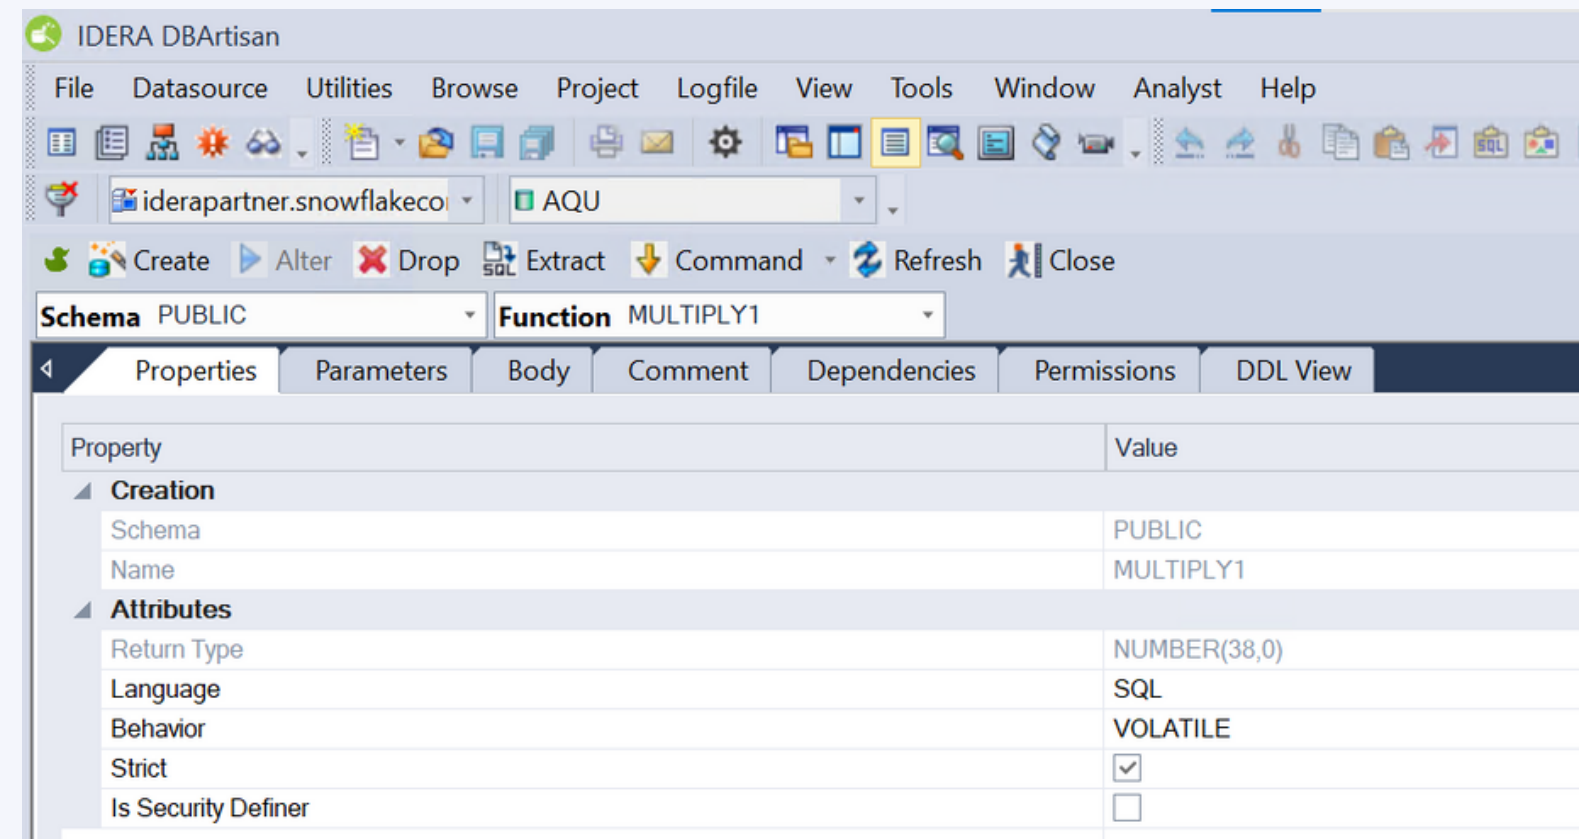 IDERA DBArtisan
File Datasource Utilities Browse Project Logfile View Tools Window Analyst Help
iderapartner.snowflakeco AQU
Create Alter Drop SQL Extract Command Refresh Close
Schema PUBLIC Function MULTIPLY1
Properties Parameters Body Comment Dependencies Permissions DDL View
Property Value
Creation
Schema PUBLIC
Name MULTIPLY1
Attributes
Return Type NUMBER(38,0)
Language SQL
Behavior VOLATILE
Strict
Is Security Definer